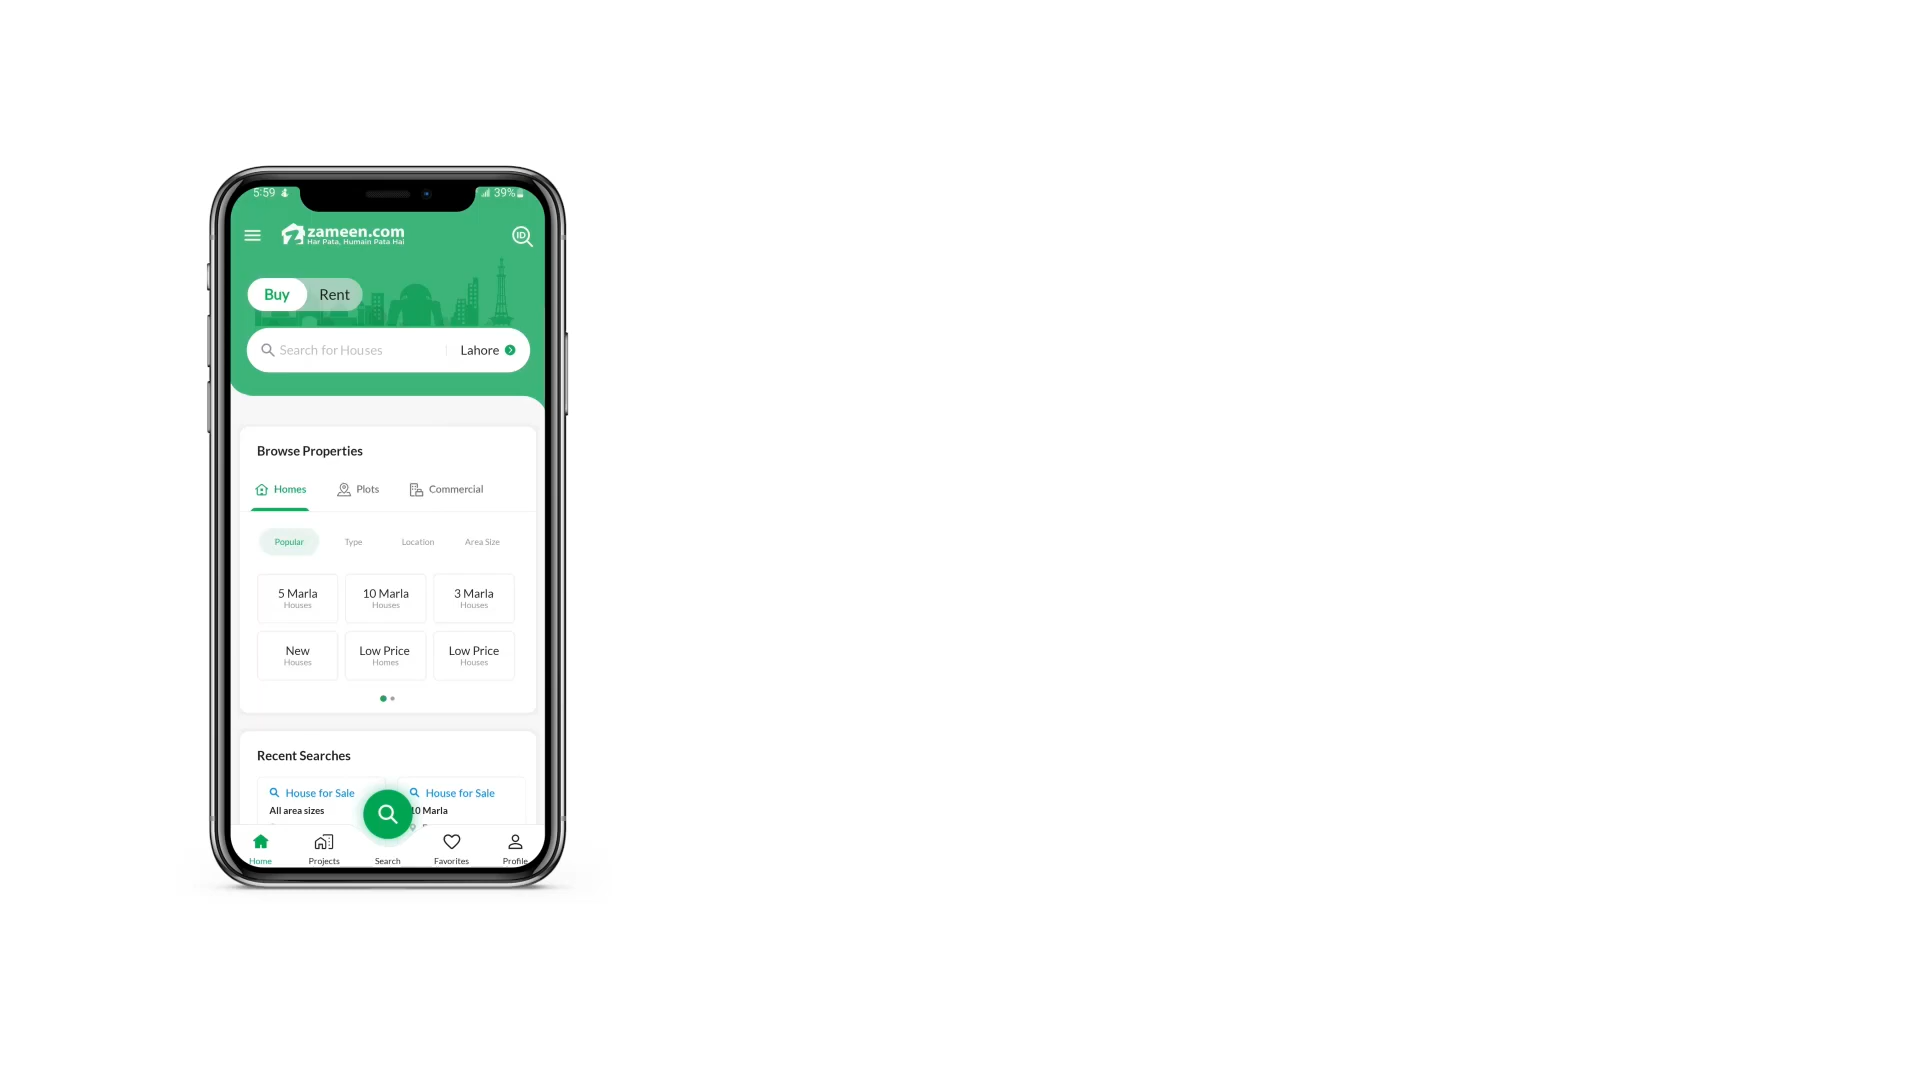 5:59
39%
zameen.com
Har Pata, Humain Pata Hai
ID
Buy Rent
Search for Houses Lahore
Browse Properties
Homes Plots Commercial
Popular Type Location Area Size
5 Marla 10 Marla 3 Marla
Houses Houses Houses
New Low Price Low Price
Houses Homes Houses
Recent Searches
House for Sale House for Sale
All area sizes 10 Marla
Home Projects Search Favorites Profile